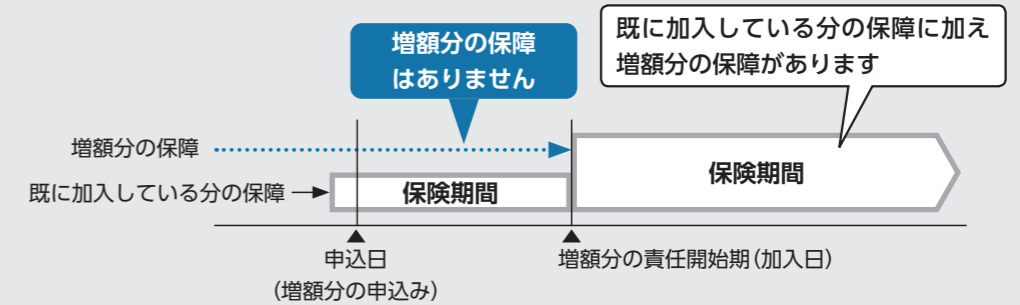 増額分の保障
はありません
既に加入している分の保障に加え
増額分の保障があります
増額分の保障
既に加入している分の保障
保険期間
保険期間
申込日
(増額分の申込み)
増額分の責任開始期(加入日)